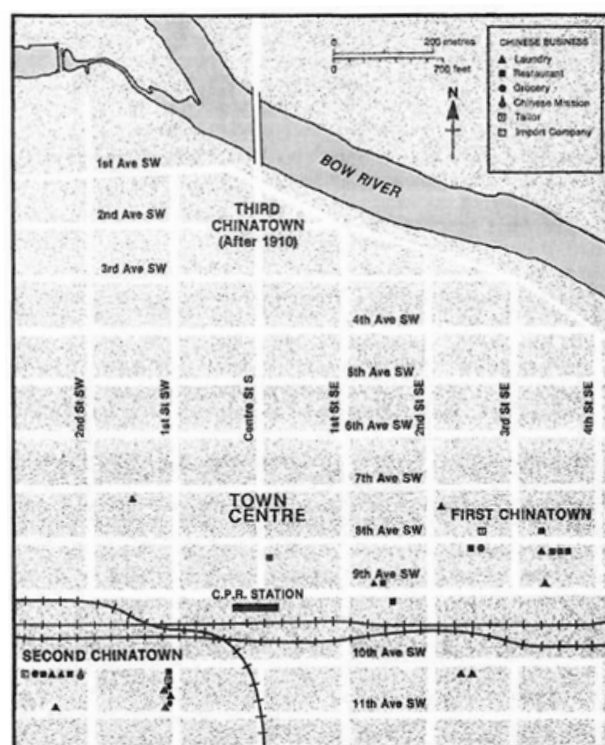 0 200 metres
0 700 feet
N
CHINESE BUSINESS
Laundry
Restaurant
Grocery
Chinese Mission
Tailor
Import Company
BOW RIVER
1st Ave SW
2nd Ave SW
3rd Ave SW
THIRD
CHINATOWN
(After 1910)
4th Ave SW
5th Ave SW
6th Ave SW
7th Ave SW
8th Ave SW
9th Ave SW
10th Ave SW
11th Ave SW
2nd St SW
1st St SW
Centre St S
1st St SE
2nd St SE
3rd St SE
4th St SE
TOWN
CENTRE
FIRST CHINATOWN
C.P.R. STATION
SECOND CHINATOWN